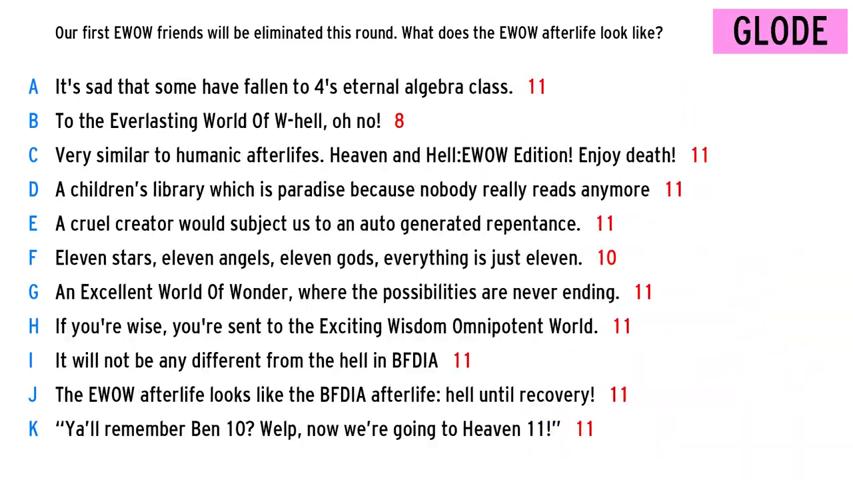 Our first EWOW friends will be eliminated this round. What does the EWOW afterlife look like?
GLODE
A It's sad that some have fallen to 4's eternal algebra class. 11
B To the Everlasting World Of W-hell, oh no! 8
C Very similar to humanic afterlifes. Heaven and Hell:EWOW Edition! Enjoy death! 11
D A children’s library which is paradise because nobody really reads anymore 11
E A cruel creator would subject us to an auto generated repentance. 11
F Eleven stars, eleven angels, eleven gods, everything is just eleven. 10
G An Excellent World Of Wonder, where the possibilities are never ending. 11
H If you're wise, you're sent to the Exciting Wisdom Omnipotent World. 11
I It will not be any different from the hell in BFDIA 11
J The EWOW afterlife looks like the BFDIA afterlife: hell until recovery! 11
K “Ya’ll remember Ben 10? Welp, now we’re going to Heaven 11!” 11